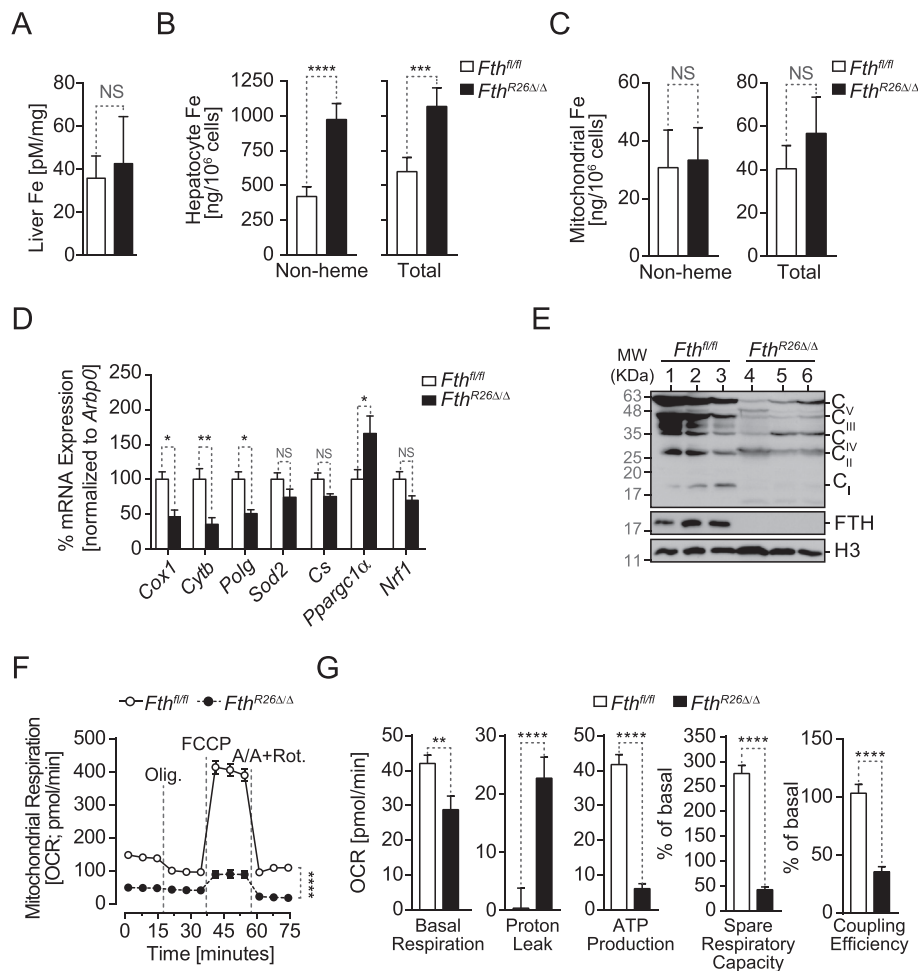 A
Liver Fe [pM/mg]
80
60
40
20
0
NS
B
Hepatocyte Fe
[ng/10⁶ cells]
1250
1000
750
500
250
0
****
***
Non-heme
Total
Fth^fl/fl
Fth^R26Δ/Δ
C
Mitochondrial Fe
[ng/10⁶ cells]
60
40
20
0
NS
Non-heme
80
60
40
20
0
NS
Total
Fth^fl/fl
Fth^R26Δ/Δ
D
% mRNA Expression
[normalized to Arbp0]
200
150
100
50
0
* ** * NS NS * NS
Cox1 Cytb Polg Sod2 Cs Ppargc1α Nrf1
Fth^fl/fl
Fth^R26Δ/Δ
E
MW
(KDa)
Fth^fl/fl Fth^R26Δ/Δ
1 2 3 4 5 6
63
48
35
25
20
17
17
11
C_V
C_III
C_IV
C_II
C_I
FTH
H3
F
Fth^fl/fl Fth^R26Δ/Δ
Mitochondrial Respiration
[OCR; pmol/min]
500
400
300
200
100
0
Olig.
FCCP
A/A+Rot.
****
0 15 30 45 60 75
Time [minutes]
G
Fth^fl/fl Fth^R26Δ/Δ
OCR [pmol/min]
50
40
30
20
10
0
**
Basal
Respiration
30
20
10
0
****
Proton
Leak
50
40
30
20
10
0
****
ATP
Production
% of basal
350
300
250
200
150
100
50
0
****
Spare
Respiratory
Capacity
% of basal
150
100
50
0
****
Coupling
Efficiency